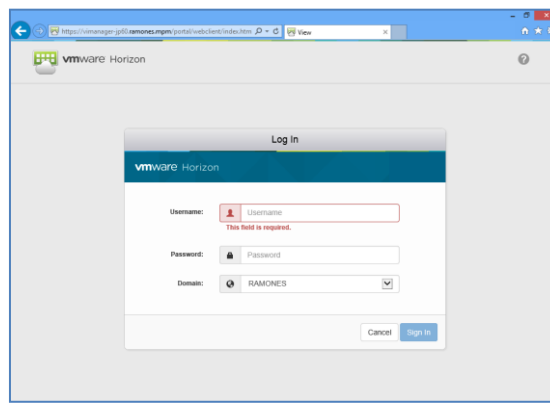 https://vimanager-jp60.ramones.mpm/portal/webclient/index.htm
View
vmware Horizon
Log In
vmware Horizon
Username:
Username
This field is required.
Password:
Password
Domain:
RAMONES
Cancel
Sign In